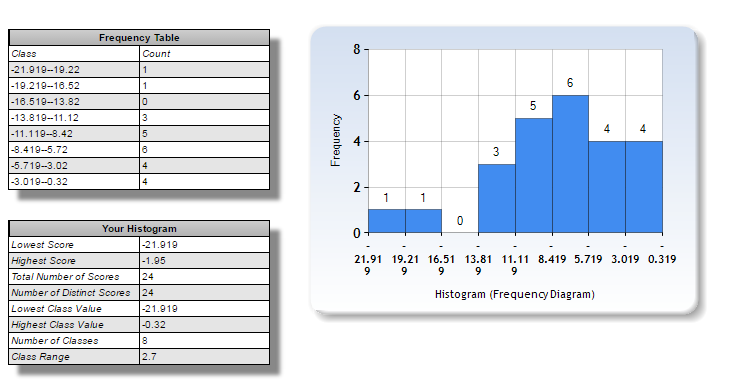 Frequency Table
Class Count
-21.919--19.22 1
-19.219--16.52 1
-16.519--13.82 0
-13.819--11.12 3
-11.119--8.42 5
-8.419--5.72 6
-5.719--3.02 4
-3.019--0.32 4
Your Histogram
Lowest Score -21.919
Highest Score -1.95
Total Number of Scores 24
Number of Distinct Scores 24
Lowest Class Value -21.919
Highest Class Value -0.32
Number of Classes 8
Class Range 2.7
8
6
4
2
0
Frequency
1 1 0 3 5 6 4 4
- - - - - - - - -
21.91 19.21 16.51 13.81 11.11 8.419 5.719 3.019 0.319
9 9 9 9 9
Histogram (Frequency Diagram)